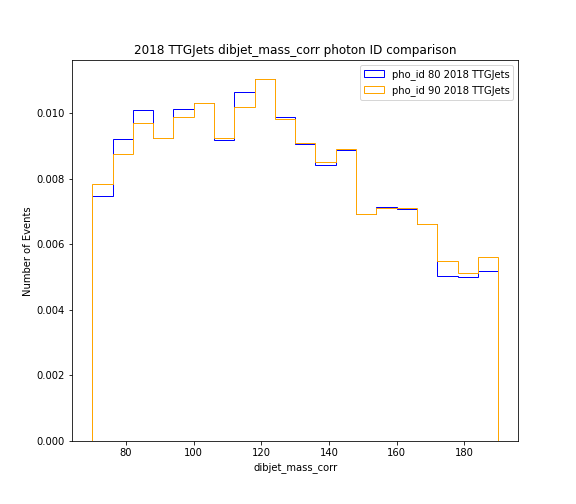 2018 TTGJets dibjet_mass_corr photon ID comparison
pho_id 80 2018 TTGJets
pho_id 90 2018 TTGJets
Number of Events
0.010
0.008
0.006
0.004
0.002
0.000
80 100 120 140 160 180
dibjet_mass_corr